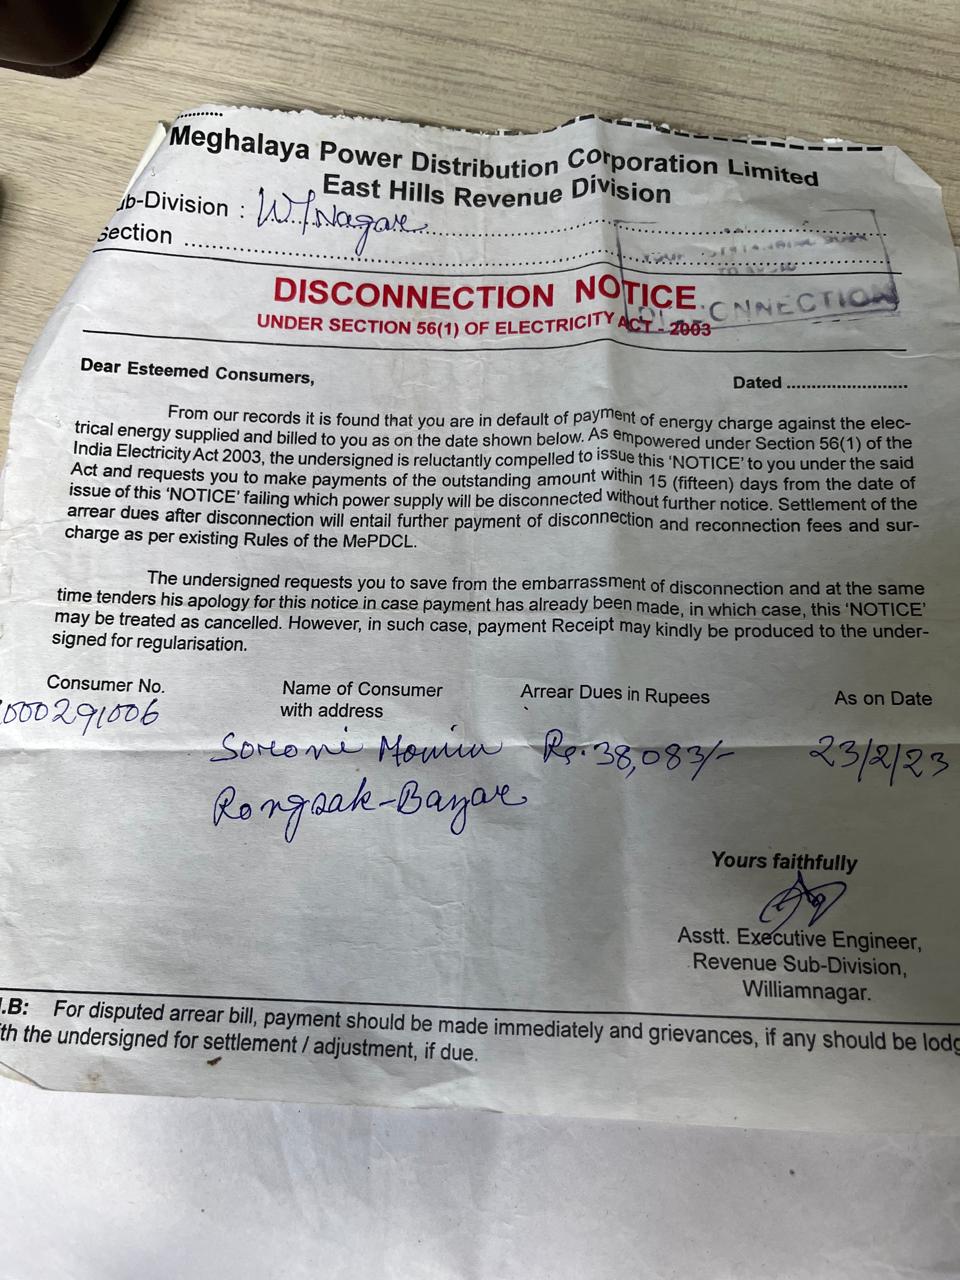 Meghalaya Power Distribution Corporation Limited
East Hills Revenue Division
ub-Division : W/Nagar
Section
DISCONNECTION NOTICE
UNDER SECTION 56(1) OF ELECTRICITY ACT - 2003
TO AVOID
CONNECTION
Dear Esteemed Consumers,
Dated ........................
From our records it is found that you are in default of payment of energy charge against the elec-
trical energy supplied and billed to you as on the date shown below. As empowered under Section 56(1) of the
India Electricity Act 2003, the undersigned is reluctantly compelled to issue this 'NOTICE' to you under the said
Act and requests you to make payments of the outstanding amount within 15 (fifteen) days from the date of
issue of this 'NOTICE' failing which power supply will be disconnected without further notice. Settlement of the
arrear dues after disconnection will entail further payment of disconnection and reconnection fees and sur-
charge as per existing Rules of the MePDCL.
The undersigned requests you to save from the embarrassment of disconnection and at the same
time tenders his apology for this notice in case payment has already been made, in which case, this 'NOTICE'
may be treated as cancelled. However, in such case, payment Receipt may kindly be produced to the under-
signed for regularisation.
Consumer No. Name of Consumer Arrear Dues in Rupees As on Date
with address
000291006
Soroni Momin Rs. 38,083/- 23/2/23
Rongsak-Bazar
Yours faithfully
Asstt. Executive Engineer,
Revenue Sub-Division,
Williamnagar.
.B: For disputed arrear bill, payment should be made immediately and grievances, if any should be lodg
th the undersigned for settlement / adjustment, if due.